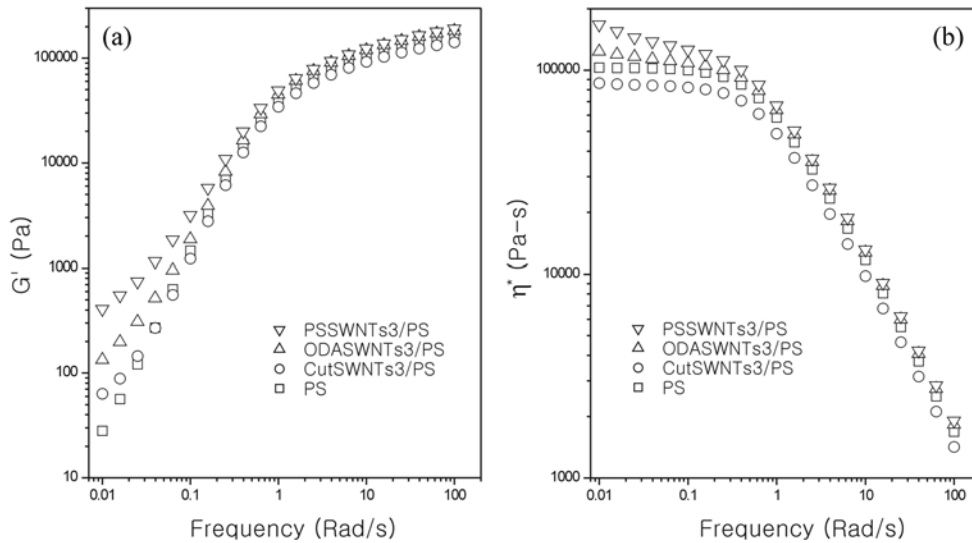 (a)
100000
10000
1000
100
10
G' (Pa)
▽ PSSWNTs3/PS
△ ODASWNTs3/PS
○ CutSWNTs3/PS
□ PS
0.01 0.1 1 10 100
Frequency (Rad/s)
(b)
100000
10000
1000
η* (Pa-s)
▽ PSSWNTs3/PS
△ ODASWNTs3/PS
○ CutSWNTs3/PS
□ PS
0.01 0.1 1 10 100
Frequency (Rad/s)